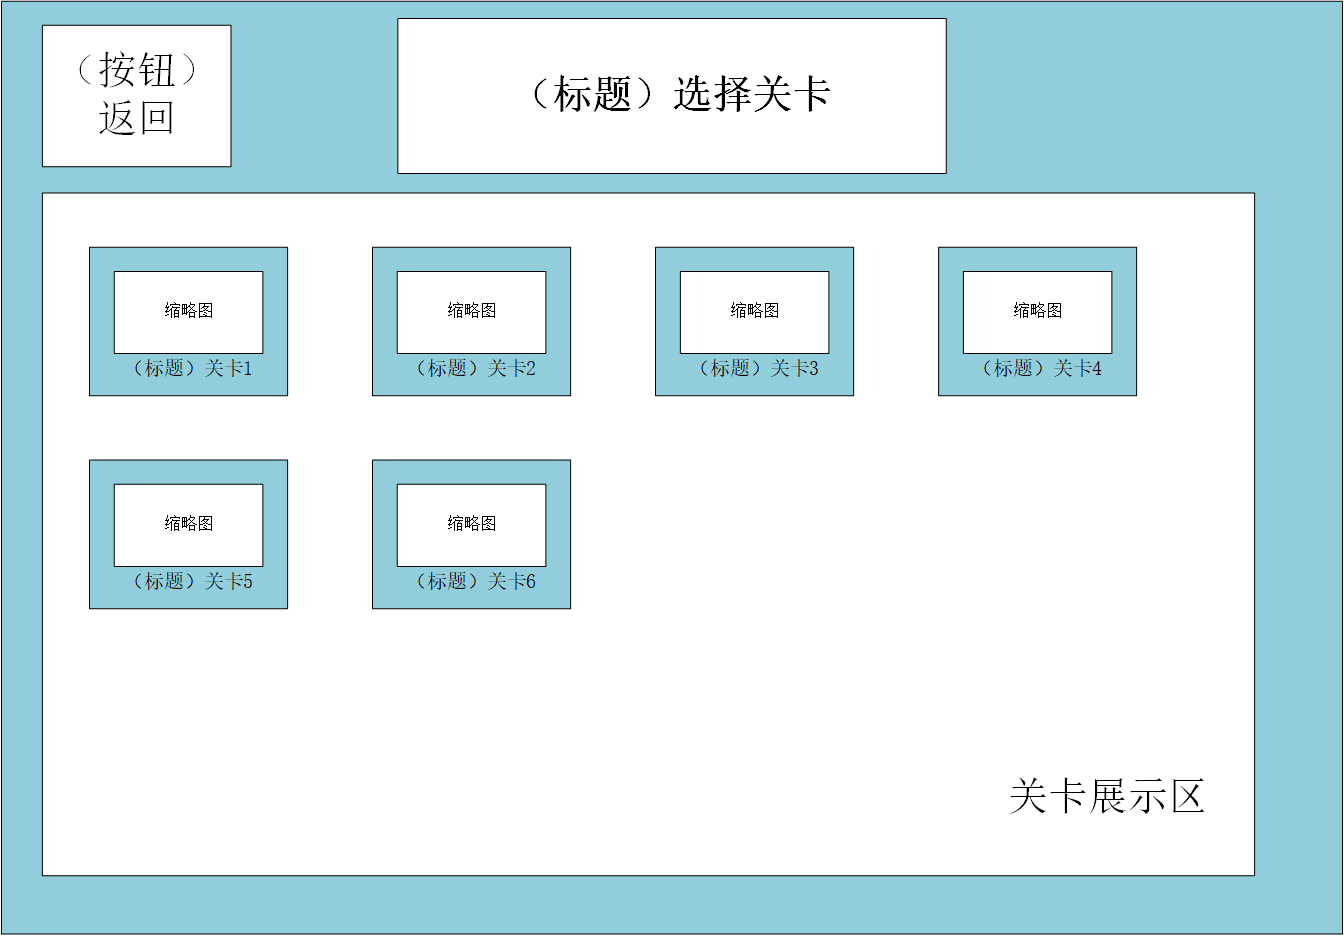 （按钮）
返回
（标题）选择关卡
缩略图
（标题）关卡1
缩略图
（标题）关卡2
缩略图
（标题）关卡3
缩略图
（标题）关卡4
缩略图
（标题）关卡5
缩略图
（标题）关卡6
关卡展示区